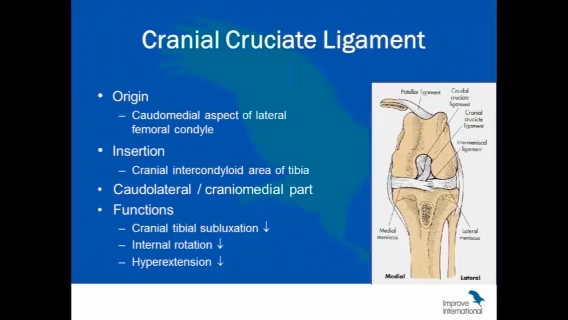 Cranial Cruciate Ligament
• Origin
– Caudomedial aspect of lateral
femoral condyle
• Insertion
– Cranial intercondyloid area of tibia
• Caudolateral / craniomedial part
• Functions
– Cranial tibial subluxation ↓
– Internal rotation ↓
– Hyperextension ↓
Patellar ligament
Caudal
cruciate
ligament
Cranial
cruciate
ligament
Intermeniscal
ligament
Medial
meniscus
Lateral
meniscus
Medial
Lateral
Improve
International